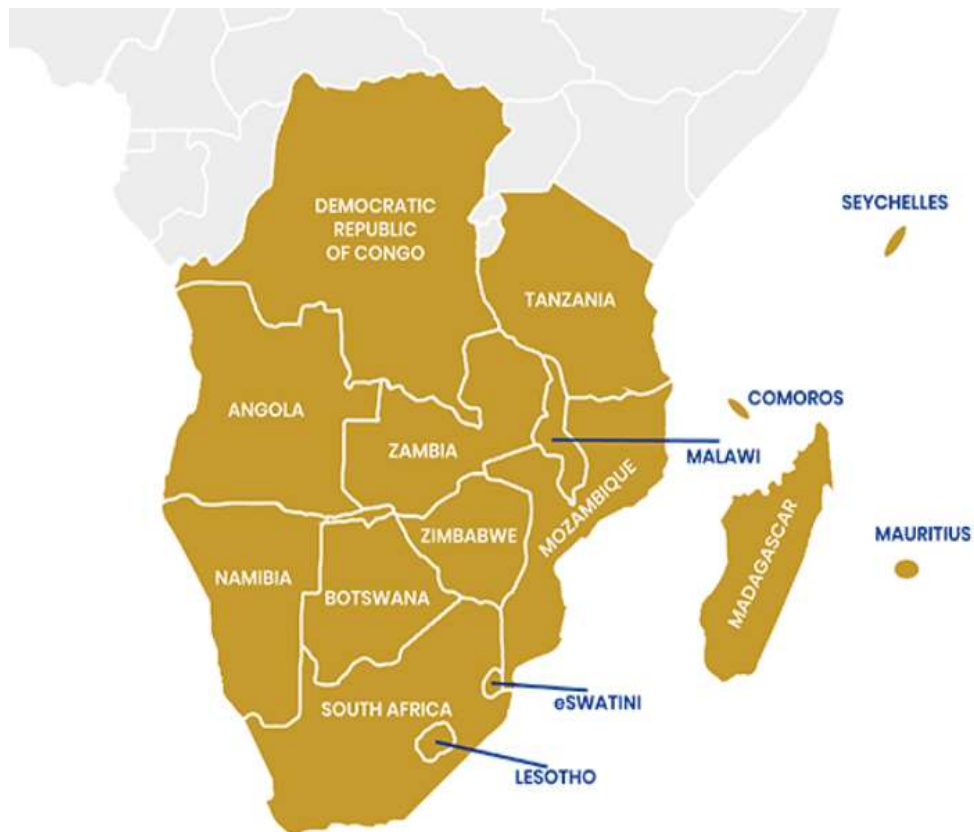 DEMOCRATIC
REPUBLIC
OF CONGO
SEYCHELLES
TANZANIA
COMOROS
ANGOLA
ZAMBIA
MALAWI
MOZAMBIQUE
ZIMBABWE
MAURITIUS
MADAGASCAR
NAMIBIA
BOTSWANA
eSWATINI
SOUTH AFRICA
LESOTHO